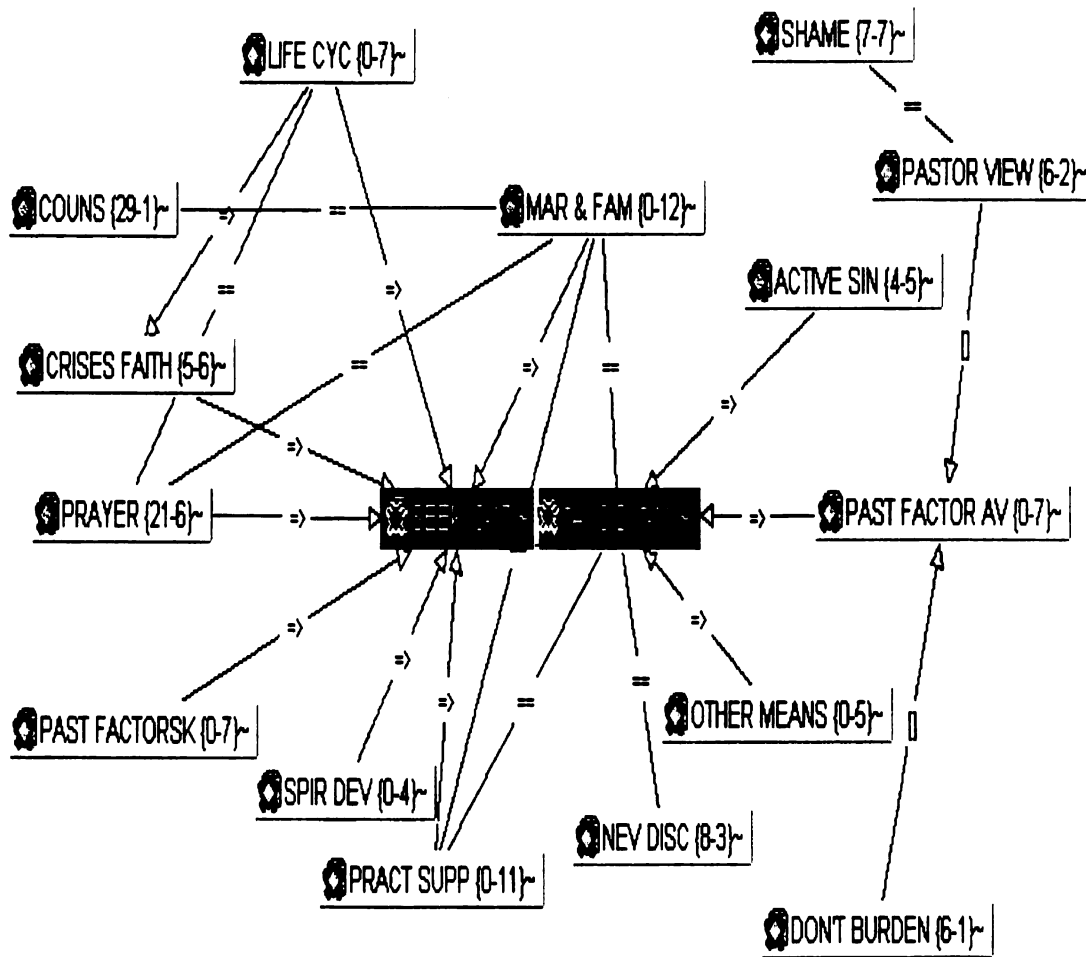 SHAME {7-7}~
LIFE CYC {0-7}~
==
PASTOR VIEW {6-2}~
COUNS {29-1}~
=>
==
MAR & FAM {0-12}~
==
=>
ACTIVE SIN {4-5}~
[]
CRISES FAITH {5-6}~
==
=>
==
=>
=>
PRAYER {21-6}~
=>
=>
PAST FACTOR AV {0-7}~
=>
=>
=>
=>
==
==
[]
PAST FACTORSK {0-7}~
OTHER MEANS {0-5}~
SPIR DEV {0-4}~
NEV DISC {8-3}~
PRACT SUPP {0-11}~
DON'T BURDEN {6-1}~